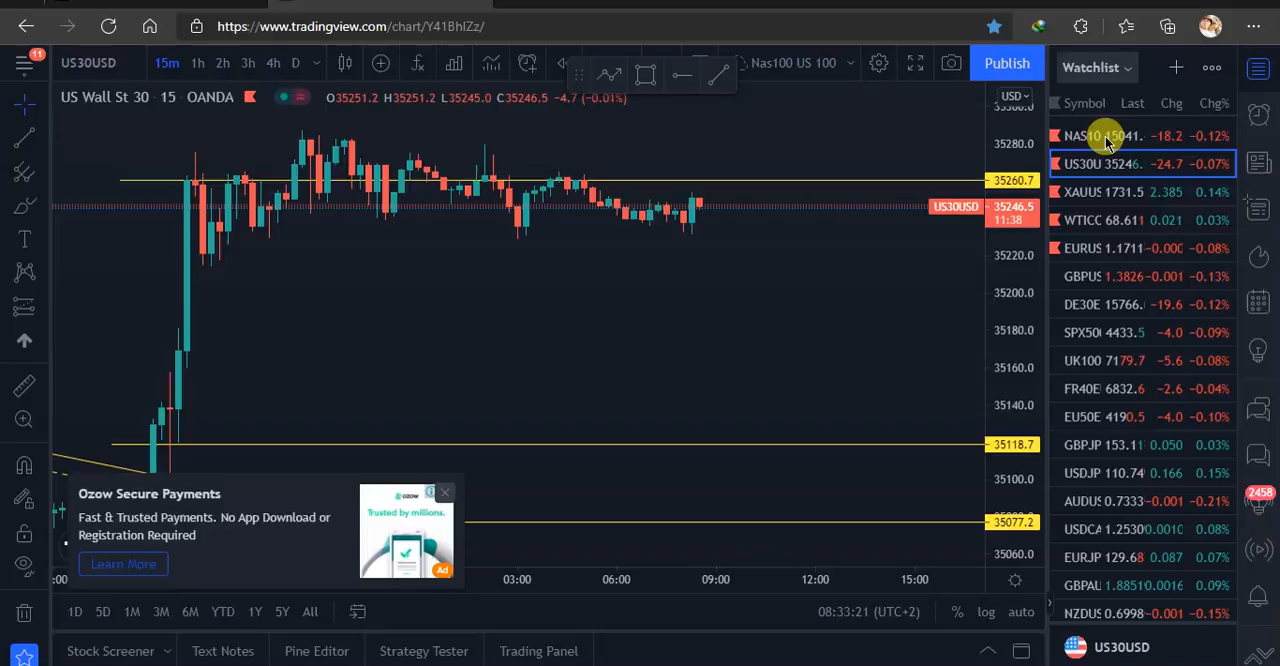 https://www.tradingview.com/chart/Y41BhlZz/
11
US30USD
15m 1h 2h 3h 4h D
Nas100 US 100
Publish
US Wall St 30 · 15 · OANDA
O35251.2 H35251.2 L35245.0 C35246.5 -4.7 (-0.01%)
USD
35280.0
35260.7
US30USD 35246.5
11:38
35220.0
35200.0
35180.0
35160.0
35140.0
35118.7
35100.0
35077.2
35060.0
Ozow Secure Payments
Fast & Trusted Payments. No App Download or
Registration Required
Learn More
ozow
Trusted by millions.
Ad
:00 03:00 06:00 09:00 12:00 15:00
1D 5D 1M 3M 6M YTD 1Y 5Y All
08:33:21 (UTC+2)
% log auto
Stock Screener Text Notes Pine Editor Strategy Tester Trading Panel
Watchlist
Symbol Last Chg Chg%
NAS10 15041. -18.2 -0.12%
US30U 35246. -24.7 -0.07%
XAUUS 1731.5 2.385 0.14%
WTICC 68.611 0.021 0.03%
EURUS 1.1711 -0.000 -0.08%
GBPUS 1.3826 -0.001 -0.13%
DE30E 15766. -19.6 -0.12%
SPX50 4433.5 -4.0 -0.09%
UK100 7179.7 -5.6 -0.08%
FR40E 6832.6 -2.6 -0.04%
EU50E 4190.5 -4.0 -0.10%
GBPJP 153.11 0.050 0.03%
USDJP 110.74 0.166 0.15%
AUDUS 0.7333 -0.001 -0.21%
USDCA 1.2530 0.0010 0.08%
EURJP 129.68 0.087 0.07%
GBPAU 1.8851 0.0016 0.09%
NZDUS 0.6998 -0.001 -0.15%
US30USD
2458